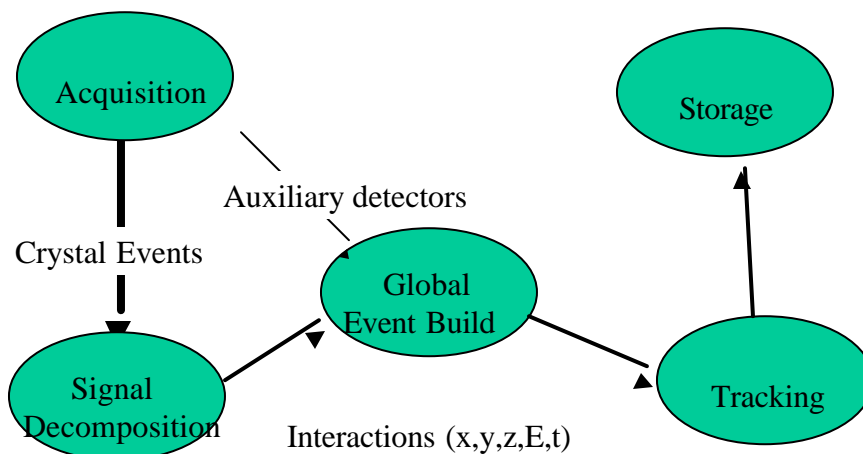 Acquisition
Storage
Auxiliary detectors
Crystal Events
Global
Event Build
Signal
Decomposition
Tracking
Interactions (x,y,z,E,t)